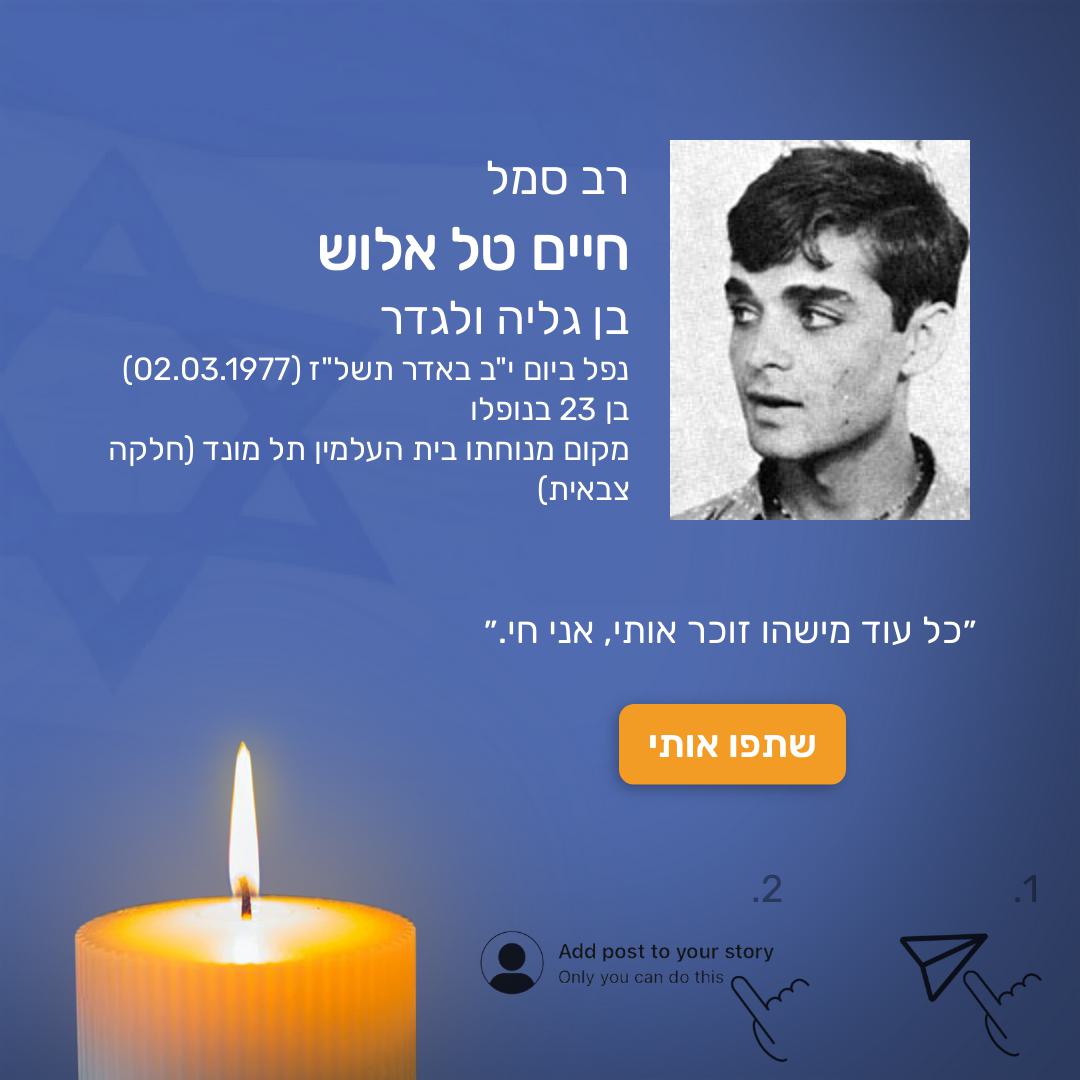 רב סמל
חיים טל אלוש
בן גליה ולגדר
נפל ביום י"ב באדר תשל"ז (02.03.1977)
בן 23 בנופלו
מקום מנוחתו בית העלמין תל מונד (חלקה
צבאית)
״כל עוד מישהו זוכר אותי, אני חי.״
שתפו אותי
.1
.2
Add post to your story
Only you can do this